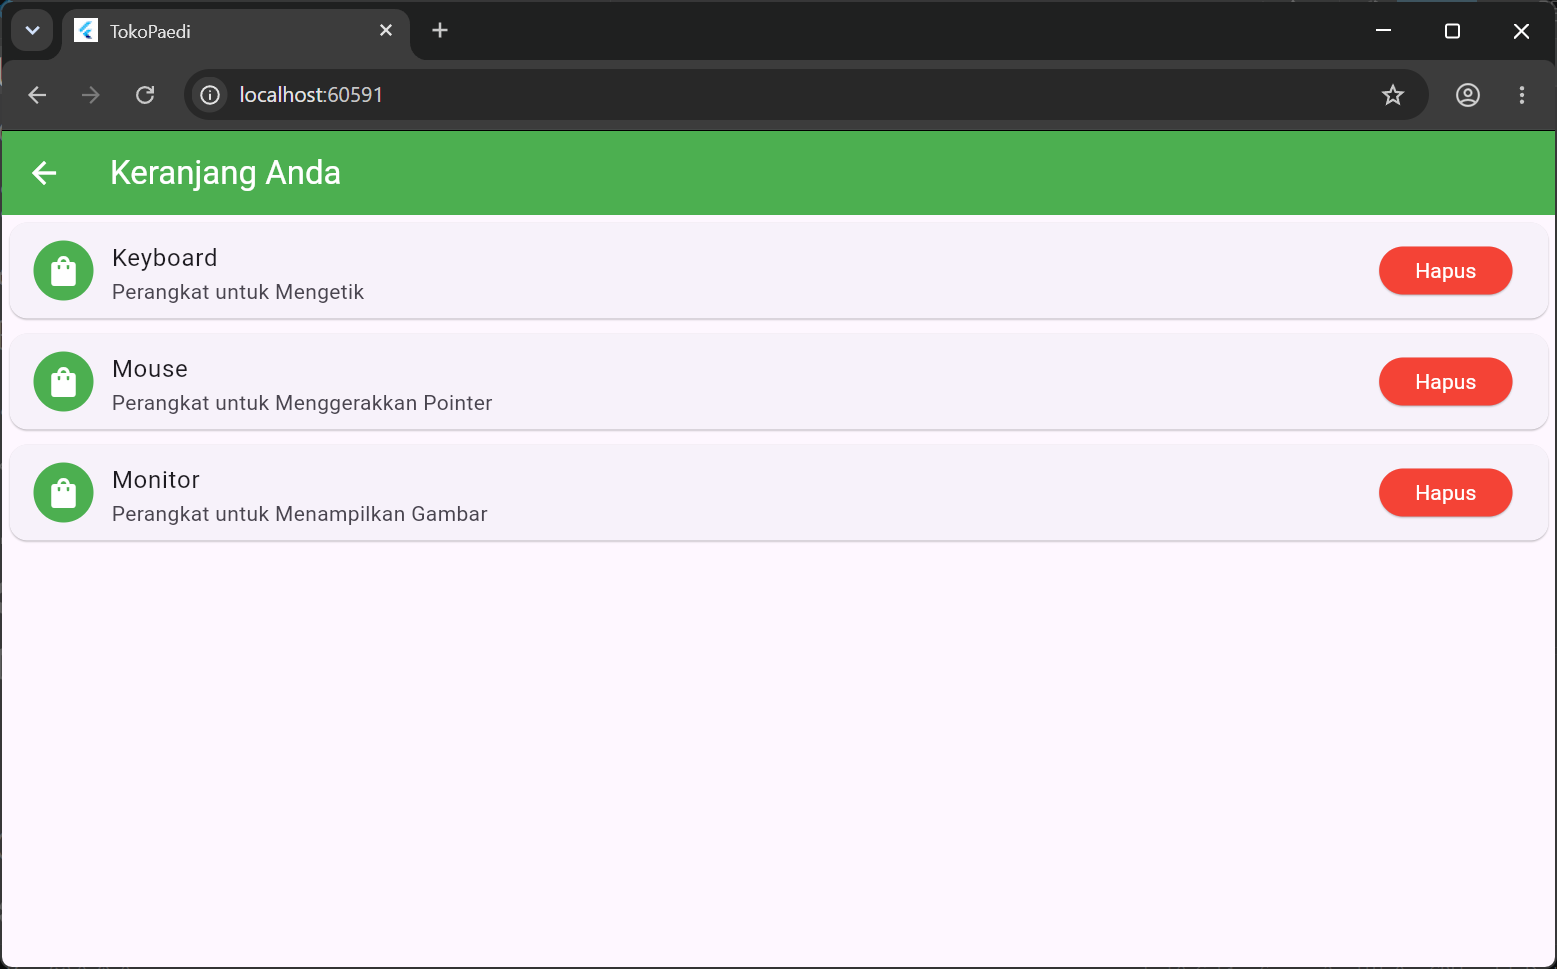 TokoPaedi
localhost:60591
Keranjang Anda
Keyboard
Perangkat untuk Mengetik
Hapus
Mouse
Perangkat untuk Menggerakkan Pointer
Hapus
Monitor
Perangkat untuk Menampilkan Gambar
Hapus